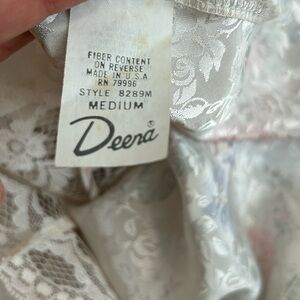 FIBER CONTENT
ON REVERSE
MADE IN U.S.A.
RN 79996
STYLE 8289M
MEDIUM
Deena®